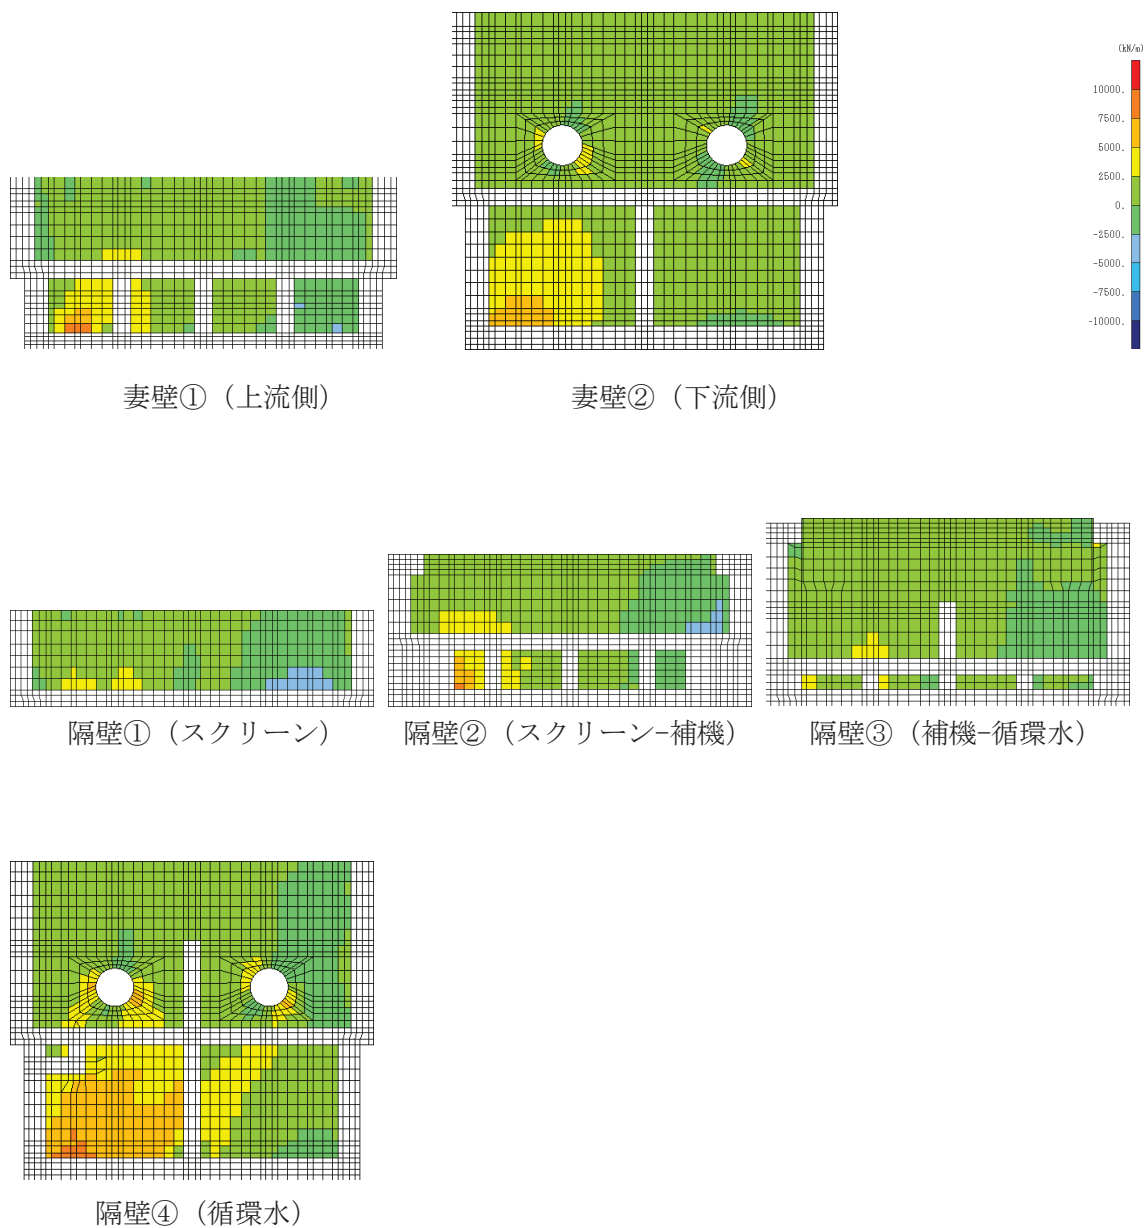 (kN/m)
10000.
7500.
5000.
2500.
0.
-2500.
-5000.
-7500.
-10000.
妻壁①（上流側）
妻壁②（下流側）
隔壁①（スクリーン）
隔壁②（スクリーン-補機）
隔壁③（補機-循環水）
隔壁④（循環水）